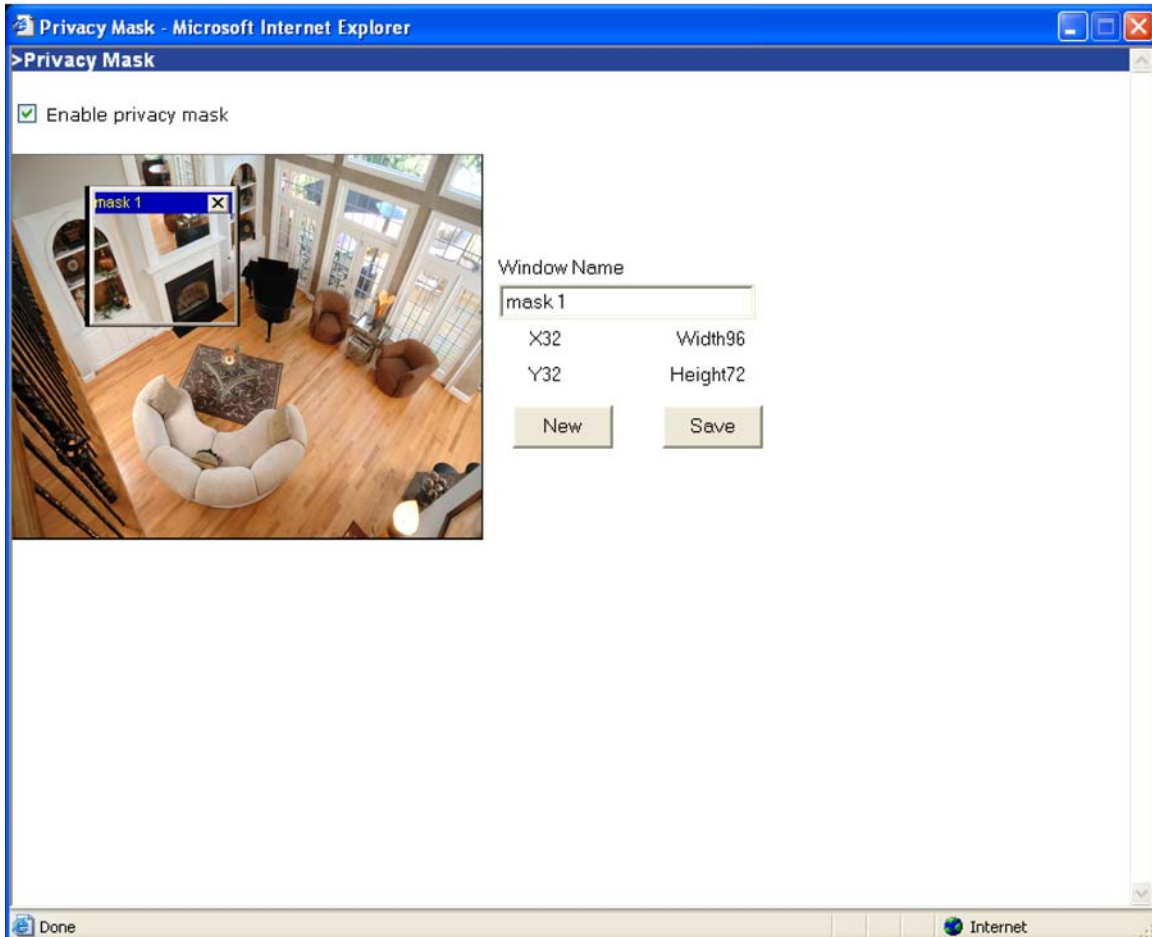 Privacy Mask - Microsoft Internet Explorer
>Privacy Mask
Enable privacy mask
mask 1
Window Name
mask 1
X32 Width96
Y32 Height72
New Save
Done Internet